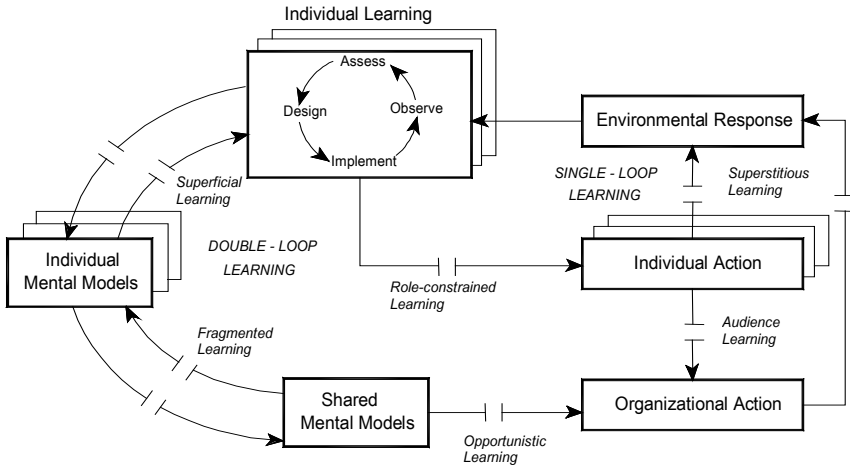 Individual Learning
Assess
Design
Observe
Implement
Environmental Response
Superficial
Learning
SINGLE - LOOP
LEARNING
Superstitious
Learning
DOUBLE - LOOP
LEARNING
Individual
Mental Models
Individual Action
Role-constrained
Learning
Fragmented
Learning
Audience
Learning
Shared
Mental Models
Organizational Action
Opportunistic
Learning